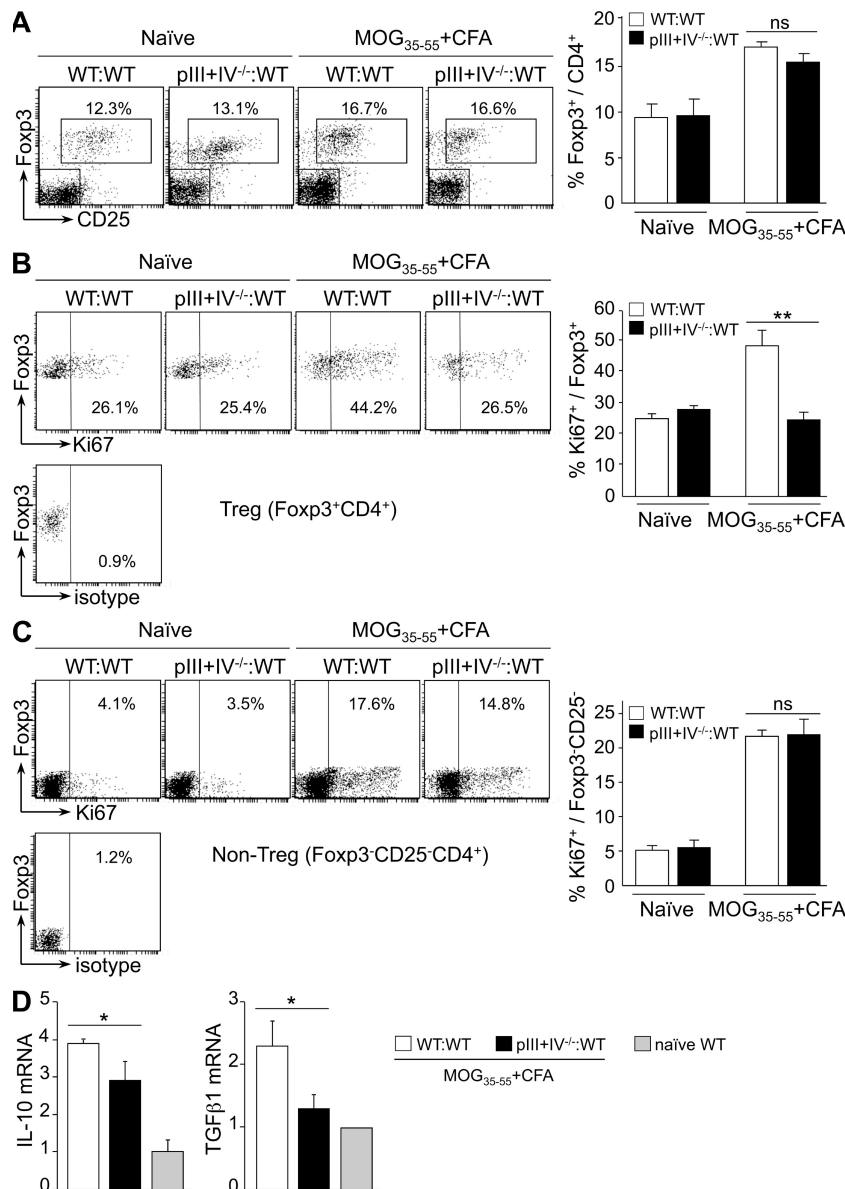 A
Naïve
MOG35-55+CFA
WT:WT
pIII+IV-/-:WT
WT:WT
pIII+IV-/-:WT
12.3%
13.1%
16.7%
16.6%
Foxp3
CD25
% Foxp3+ / CD4+
20
15
10
5
0
WT:WT
pIII+IV-/-:WT
ns
Naïve
MOG35-55+CFA
B
Naïve
MOG35-55+CFA
WT:WT
pIII+IV-/-:WT
WT:WT
pIII+IV-/-:WT
26.1%
25.4%
44.2%
26.5%
Foxp3
Ki67
Foxp3
0.9%
isotype
Treg (Foxp3+CD4+)
% Ki67+ / Foxp3+
60
50
40
30
20
10
0
WT:WT
pIII+IV-/-:WT
**
Naïve
MOG35-55+CFA
C
Naïve
MOG35-55+CFA
WT:WT
pIII+IV-/-:WT
WT:WT
pIII+IV-/-:WT
4.1%
3.5%
17.6%
14.8%
Foxp3
Ki67
Foxp3
1.2%
isotype
Non-Treg (Foxp3-CD25-CD4+)
% Ki67+ / Foxp3-CD25-
25
20
15
10
5
0
WT:WT
pIII+IV-/-:WT
ns
Naïve
MOG35-55+CFA
D
IL-10 mRNA
5
4
3
2
1
0
*
TGFβ1 mRNA
3
2
1
0
*
WT:WT
pIII+IV-/-:WT
naïve WT
MOG35-55+CFA